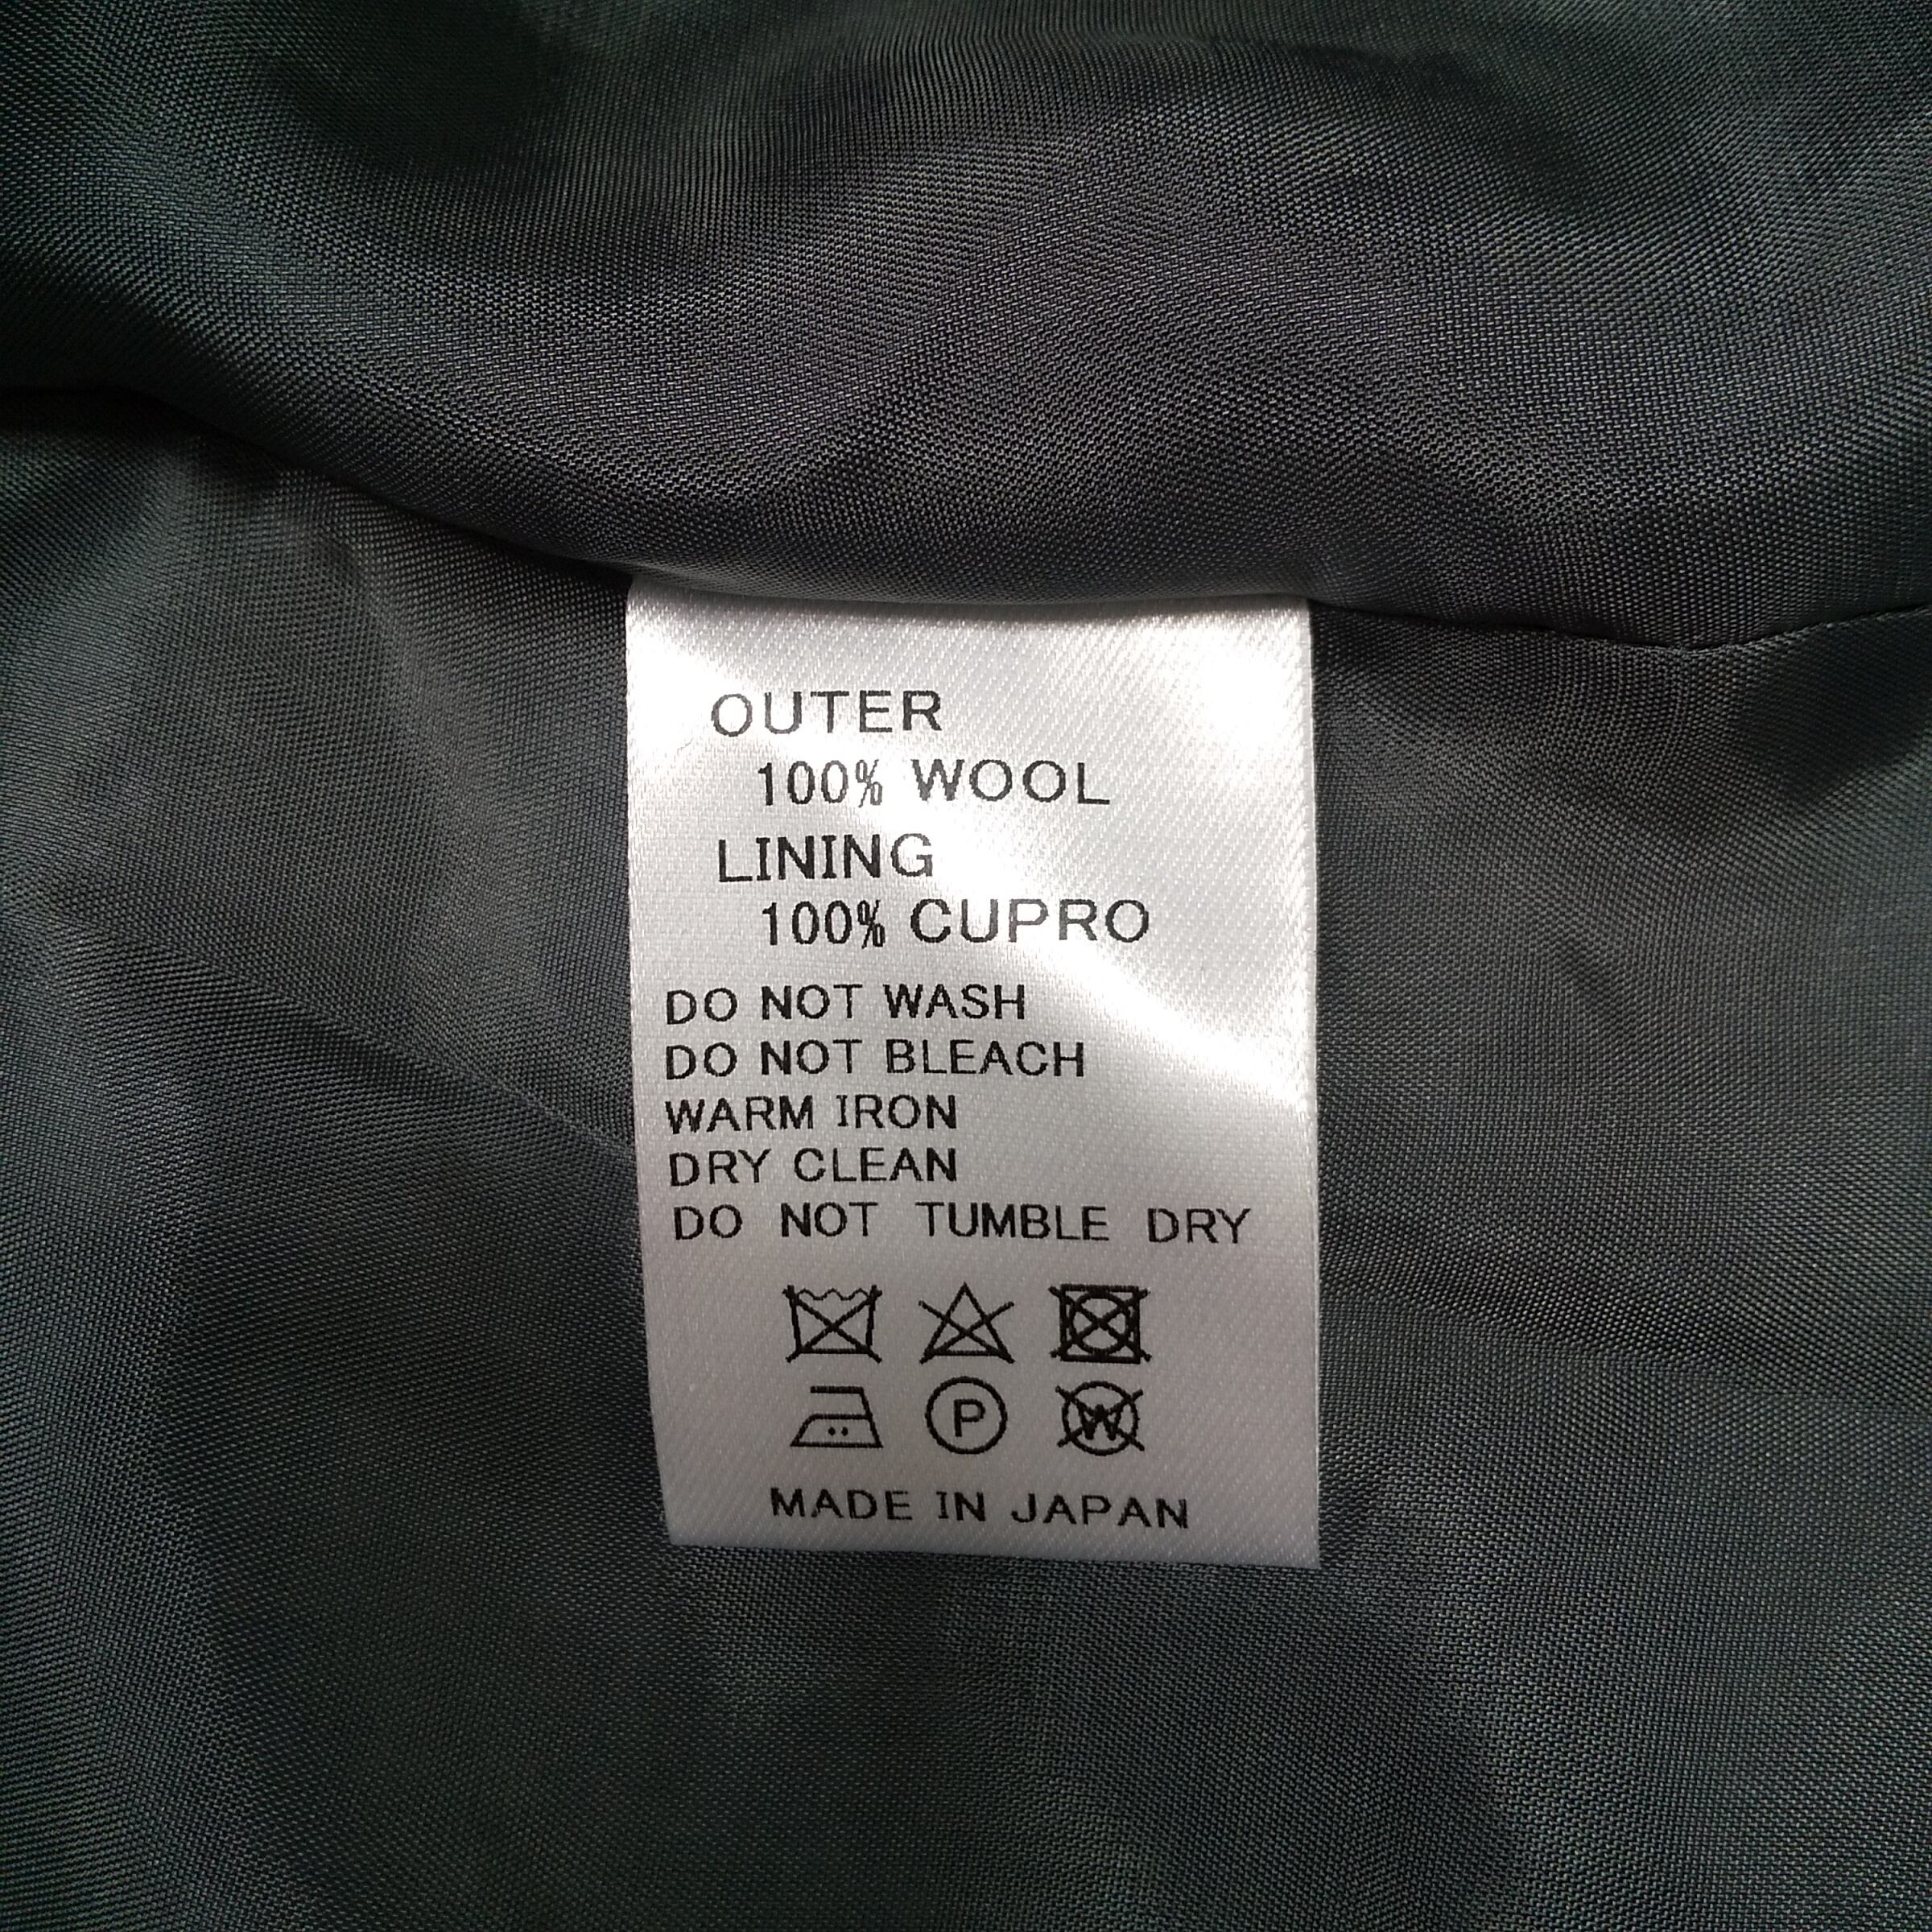 OUTER
100% WOOL
LINING
100% CUPRO
DO NOT WASH
DO NOT BLEACH
WARM IRON
DRY CLEAN
DO NOT TUMBLE DRY
P W
MADE IN JAPAN